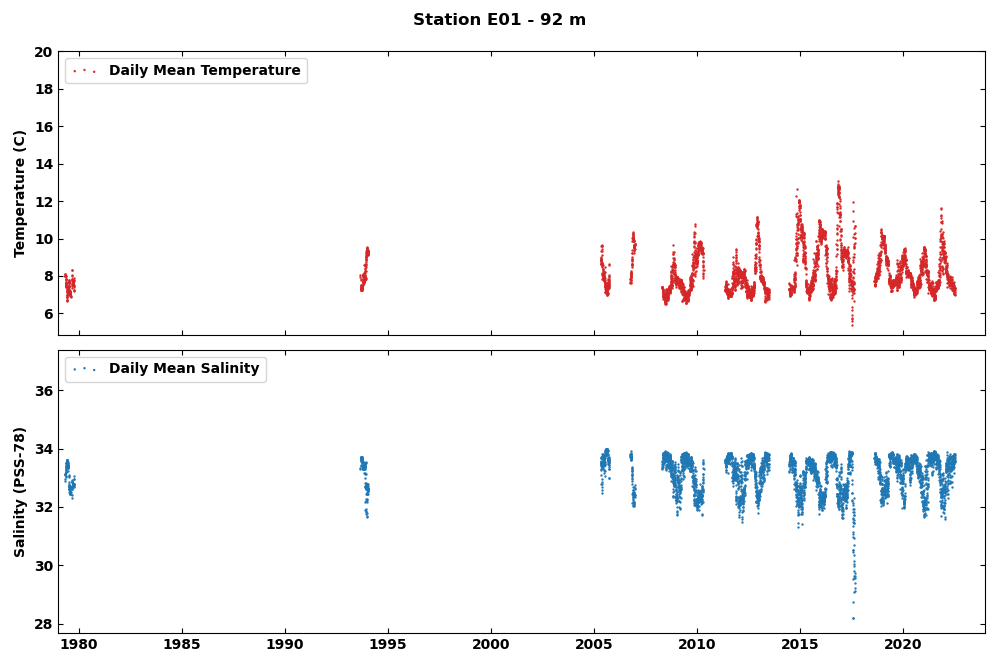 Station E01 - 92 m
Daily Mean Temperature
Temperature (C)
20
18
16
14
12
10
8
6
Daily Mean Salinity
Salinity (PSS-78)
36
34
32
30
28
1980 1985 1990 1995 2000 2005 2010 2015 2020